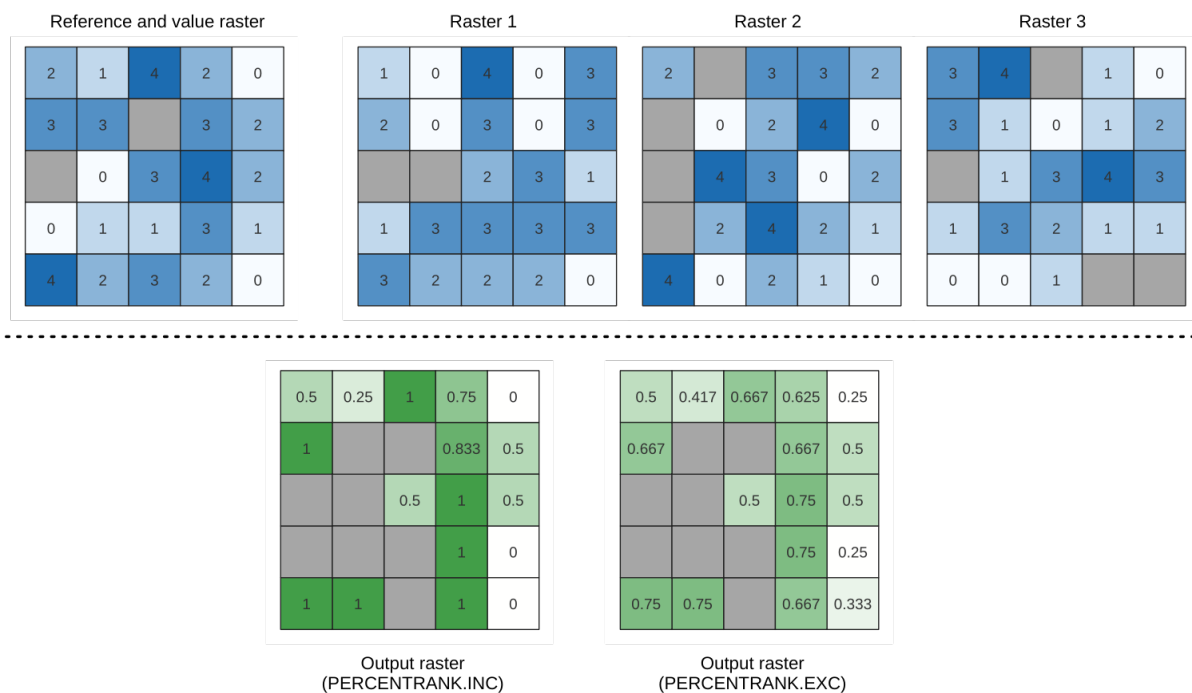 Reference and value raster Raster 1 Raster 2 Raster 3
2 1 4 2 0 1 0 4 0 3 2 3 3 2 3 4 1 0
3 3 3 2 2 0 3 0 3 0 2 4 0 3 1 0 1 2
0 3 4 2 2 3 1 4 3 0 2 1 3 4 3
0 1 1 3 1 1 3 3 3 3 2 4 2 1 1 3 2 1 1
4 2 3 2 0 3 2 2 2 0 4 0 2 1 0 0 0 1
0.5 0.25 1 0.75 0 0.5 0.417 0.667 0.625 0.25
1 0.833 0.5 0.667 0.667 0.5
0.5 1 0.5 0.5 0.75 0.5
1 0 0.75 0.25
1 1 1 0 0.75 0.75 0.667 0.333
Output raster Output raster
(PERCENTRANK.INC) (PERCENTRANK.EXC)